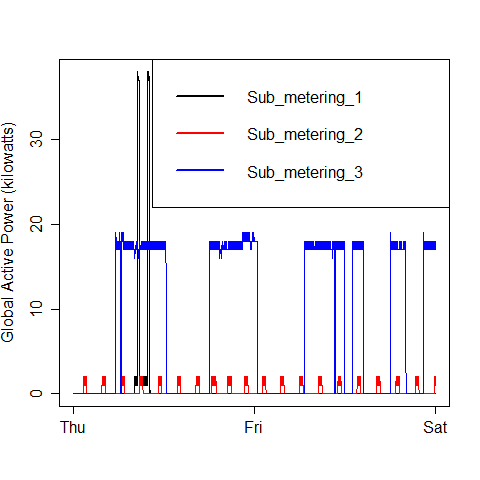 Global Active Power (kilowatts)
30
20
10
0
Sub_metering_1
Sub_metering_2
Sub_metering_3
Thu Fri Sat